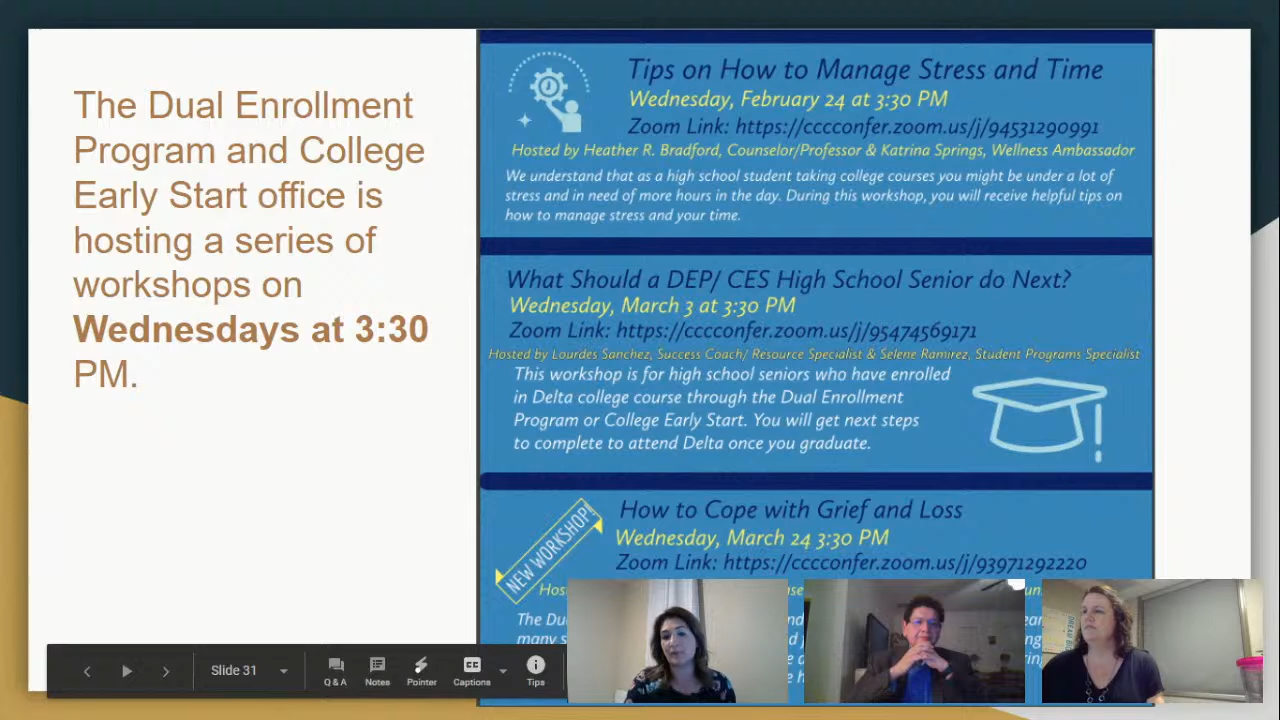 The Dual Enrollment
Program and College
Early Start office is
hosting a series of
workshops on
Wednesdays at 3:30
PM.
Tips on How to Manage Stress and Time
Wednesday, February 24 at 3:30 PM
Zoom Link: https://cccconfer.zoom.us/j/94531290991
Hosted by Heather R. Bradford, Counselor/Professor & Katrina Springs, Wellness Ambassador
We understand that as a high school student taking college courses you might be under a lot of
stress and in need of more hours in the day. During this workshop, you will receive helpful tips on
how to manage stress and your time.
What Should a DEP/ CES High School Senior do Next?
Wednesday, March 3 at 3:30 PM
Zoom Link: https://cccconfer.zoom.us/j/95474569171
Hosted by Lourdes Sanchez, Success Coach/ Resource Specialist & Selene Ramirez, Student Programs Specialist
This workshop is for high school seniors who have enrolled
in Delta college course through the Dual Enrollment
Program or College Early Start. You will get next steps
to complete to attend Delta once you graduate.
NEW WORKSHOP!
How to Cope with Grief and Loss
Wednesday, March 24 3:30 PM
Zoom Link: https://cccconfer.zoom.us/j/93971292220
The
many
Slide 31
Q & A
Notes
Pointer
CC
Captions
Tips